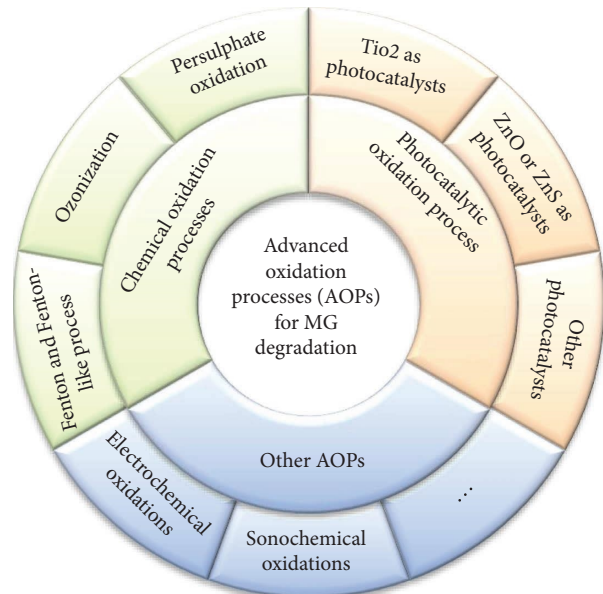 Advanced
oxidation
processes (AOPs)
for MG
degradation
Photocatalytic
oxidation process
Tio2 as
photocatalysts
ZnO or ZnS as
photocatalysts
Other
photocatalysts
Other AOPs
...
Sonochemical
oxidations
Electrochemical
oxidations
Chemical oxidation
processes
Fenton and Fenton-
like process
Ozonization
Persulphate
oxidation